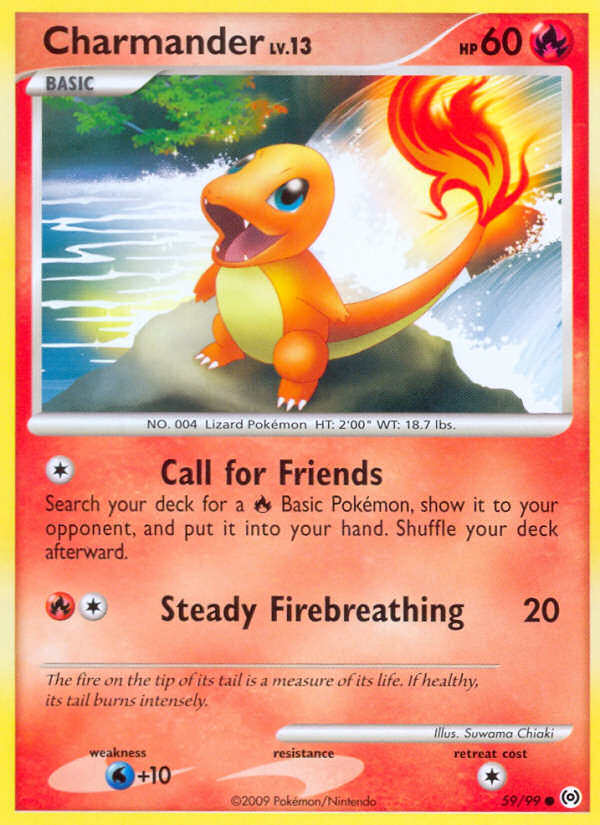 Charmander LV.13
HP 60
BASIC
NO. 004 Lizard Pokémon HT: 2'00" WT: 18.7 lbs.
Call for Friends
Search your deck for a Basic Pokémon, show it to your
opponent, and put it into your hand. Shuffle your deck
afterward.
Steady Firebreathing 20
The fire on the tip of its tail is a measure of its life. If healthy,
its tail burns intensely.
Illus. Suwama Chiaki
weakness resistance retreat cost
+10
©2009 Pokémon/Nintendo 59/99